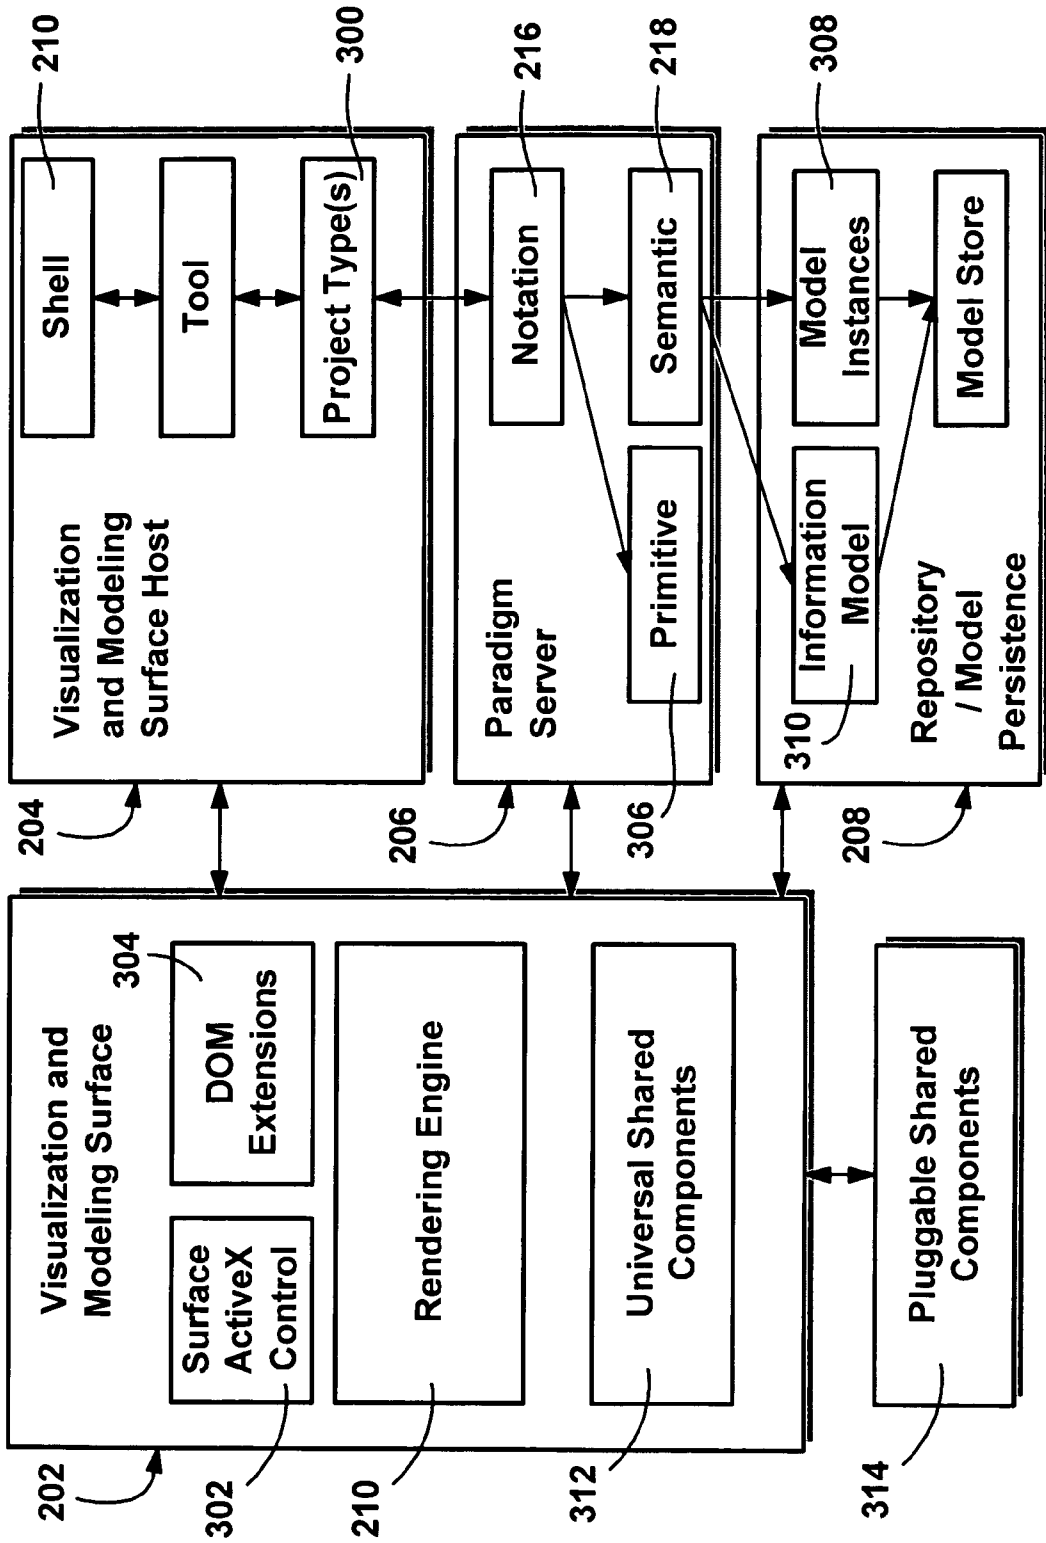 202
Visualization and
Modeling Surface
302
Surface
ActiveX
Control
304
DOM
Extensions
210
Rendering Engine
312
Universal Shared
Components
314
Pluggable Shared
Components
204
Visualization
and Modeling
Surface Host
Shell
210
Tool
Project Type(s)
300
206
Paradigm
Server
Notation
216
306
Primitive
Semantic
218
310
Information
Model
Model
Instances
308
208
Repository
/ Model
Persistence
Model Store